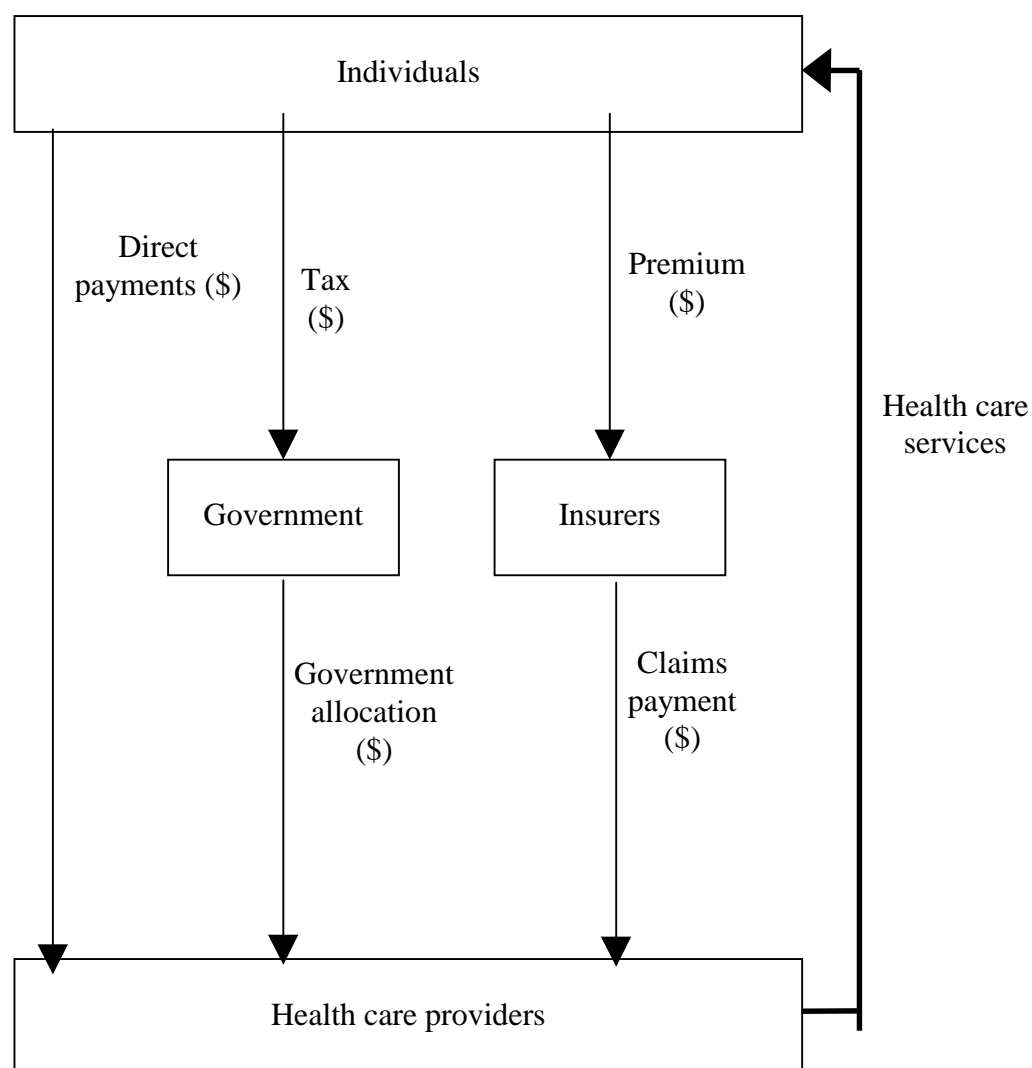 Individuals
Direct
payments ($)
Tax
($)
Premium
($)
Health care
services
Government
Insurers
Government
allocation
($)
Claims
payment
($)
Health care providers